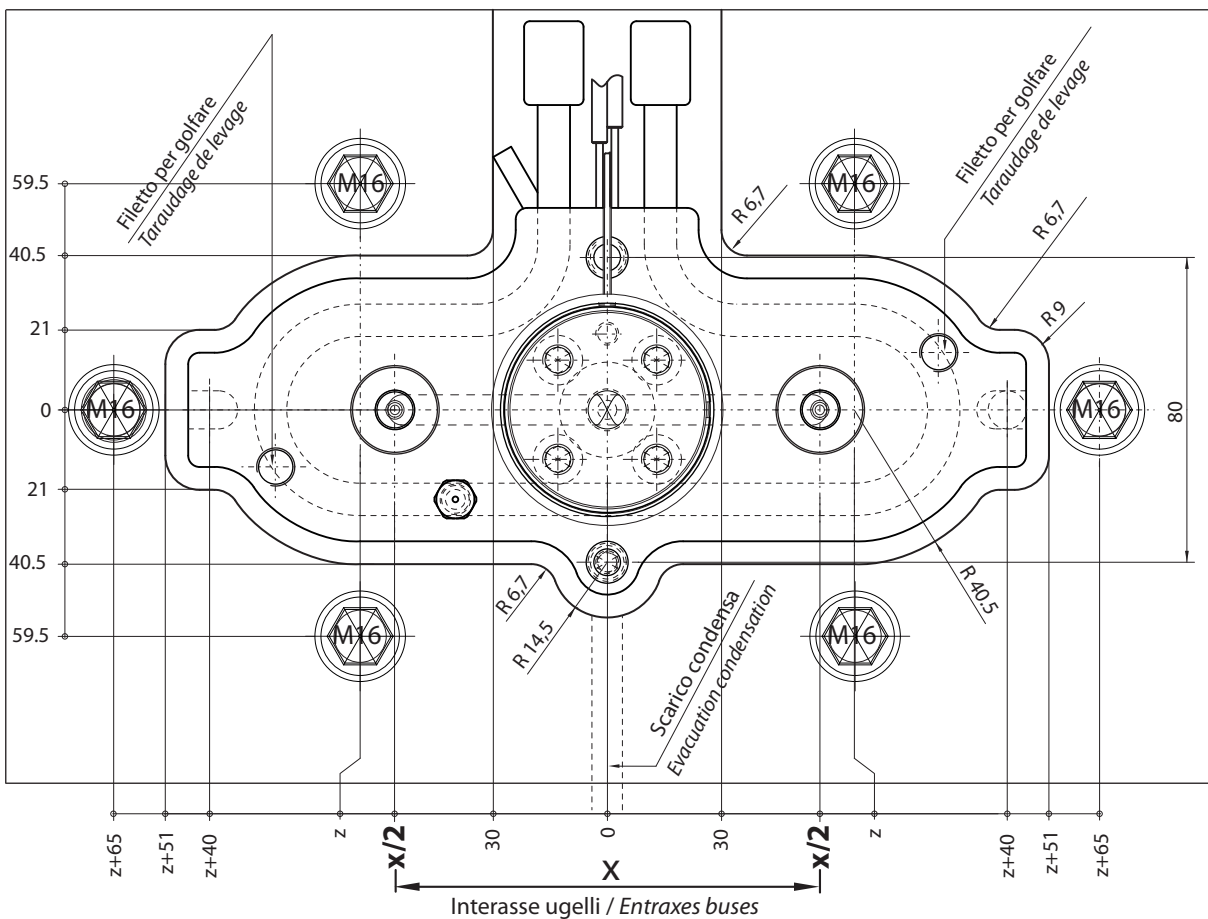 Filetto per golfare
Taraudage de levage
Filetto per golfare
Taraudage de levage
M16
M16
59.5
R 6,7
R 6,7
40.5
R 9
21
M16
0
M16
80
21
40.5
R 6,7
R 14,5
R 40.5
M16
M16
59.5
Scarico condensa
Evacuation condensation
z+65
z+51
z+40
z
x/2
30
0
30
x/2
z
z+40
z+51
z+65
X
Interasse ugelli / Entraxes buses